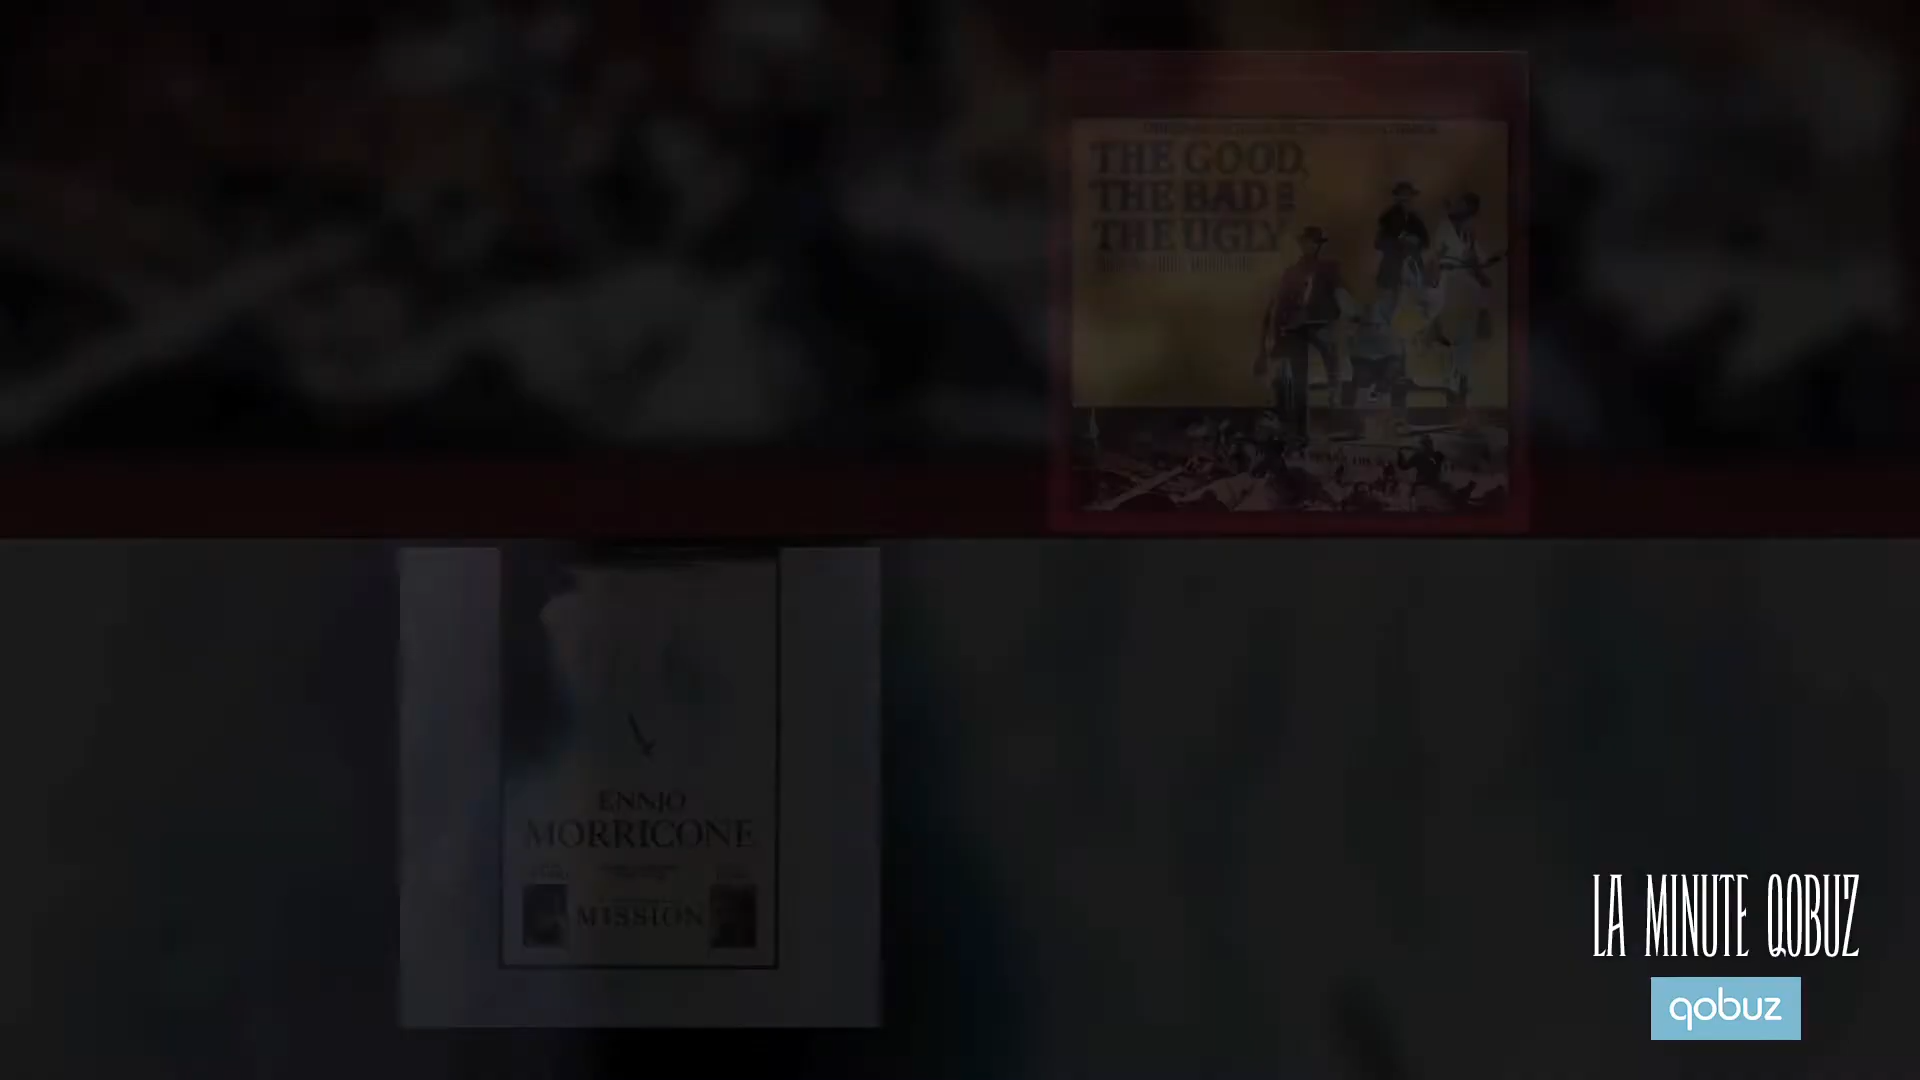 THE GOOD,
THE BAD
THE UGLY
ENNIO
MORRICONE
MISSION
LA MINUTE QOBUZ
qobuz